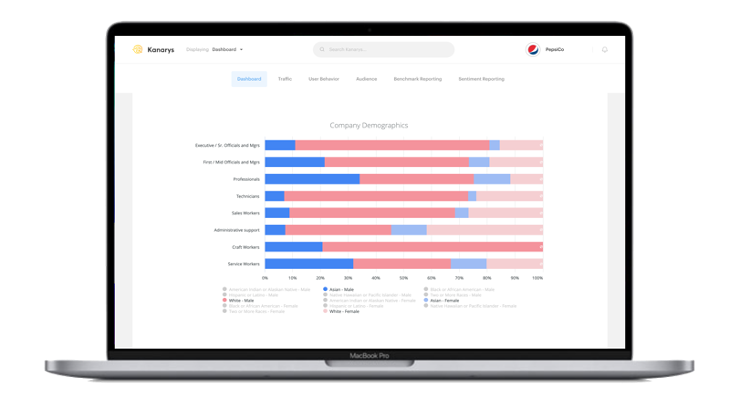 Kanarys
Displaying Dashboard
Search Kanarys...
PepsiCo
Dashboard Traffic User Behavior Audience Benchmark Reporting Sentiment Reporting
Company Demographics
Executive / Sr. Officials and Mgrs
First / Mid Officials and Mgrs
Professionals
Technicians
Sales Workers
Administrative support
Craft Workers
Service Workers
0% 10% 20% 30% 40% 50% 60% 70% 80% 90% 100%
American Indian or Alaskan Native - Male Asian - Male Black or African American - Male
Hispanic or Latino - Male Native Hawaiian or Pacific Islander - Male Two or More Races - Male
White - Male American Indian or Alaskan Native - Female Asian - Female
Black or African American - Female Hispanic or Latino - Female Native Hawaiian or Pacific Islander - Female
Two or More Races - Female White - Female
MacBook Pro